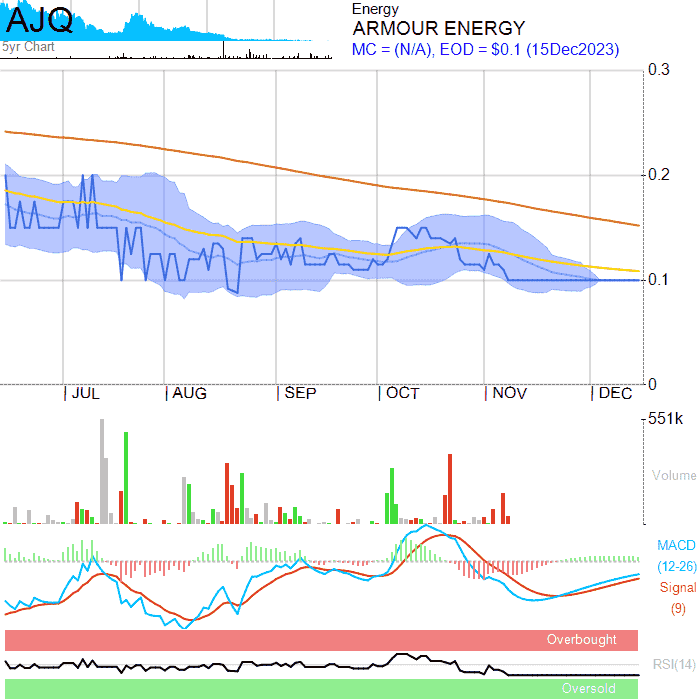 AJQ
5yr Chart
Energy
ARMOUR ENERGY
MC = (N/A), EOD = $0.1 (15Dec2023)
0.3
0.2
0.1
0
JUL AUG SEP OCT NOV DEC
551k
Volume
MACD
(12-26)
Signal
(9)
Overbought
RSI(14)
Oversold